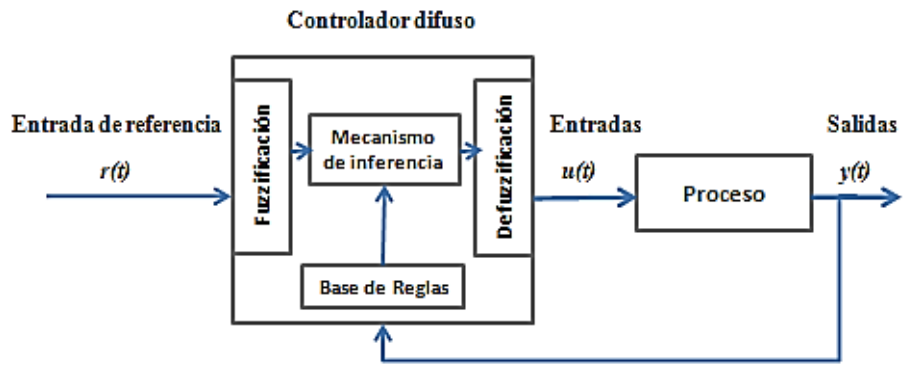 Controlador difuso
Entrada de referencia
r(t)
Fuzzificación
Mecanismo
de inferencia
Defuzzificación
Base de Reglas
Entradas
u(t)
Proceso
Salidas
y(t)